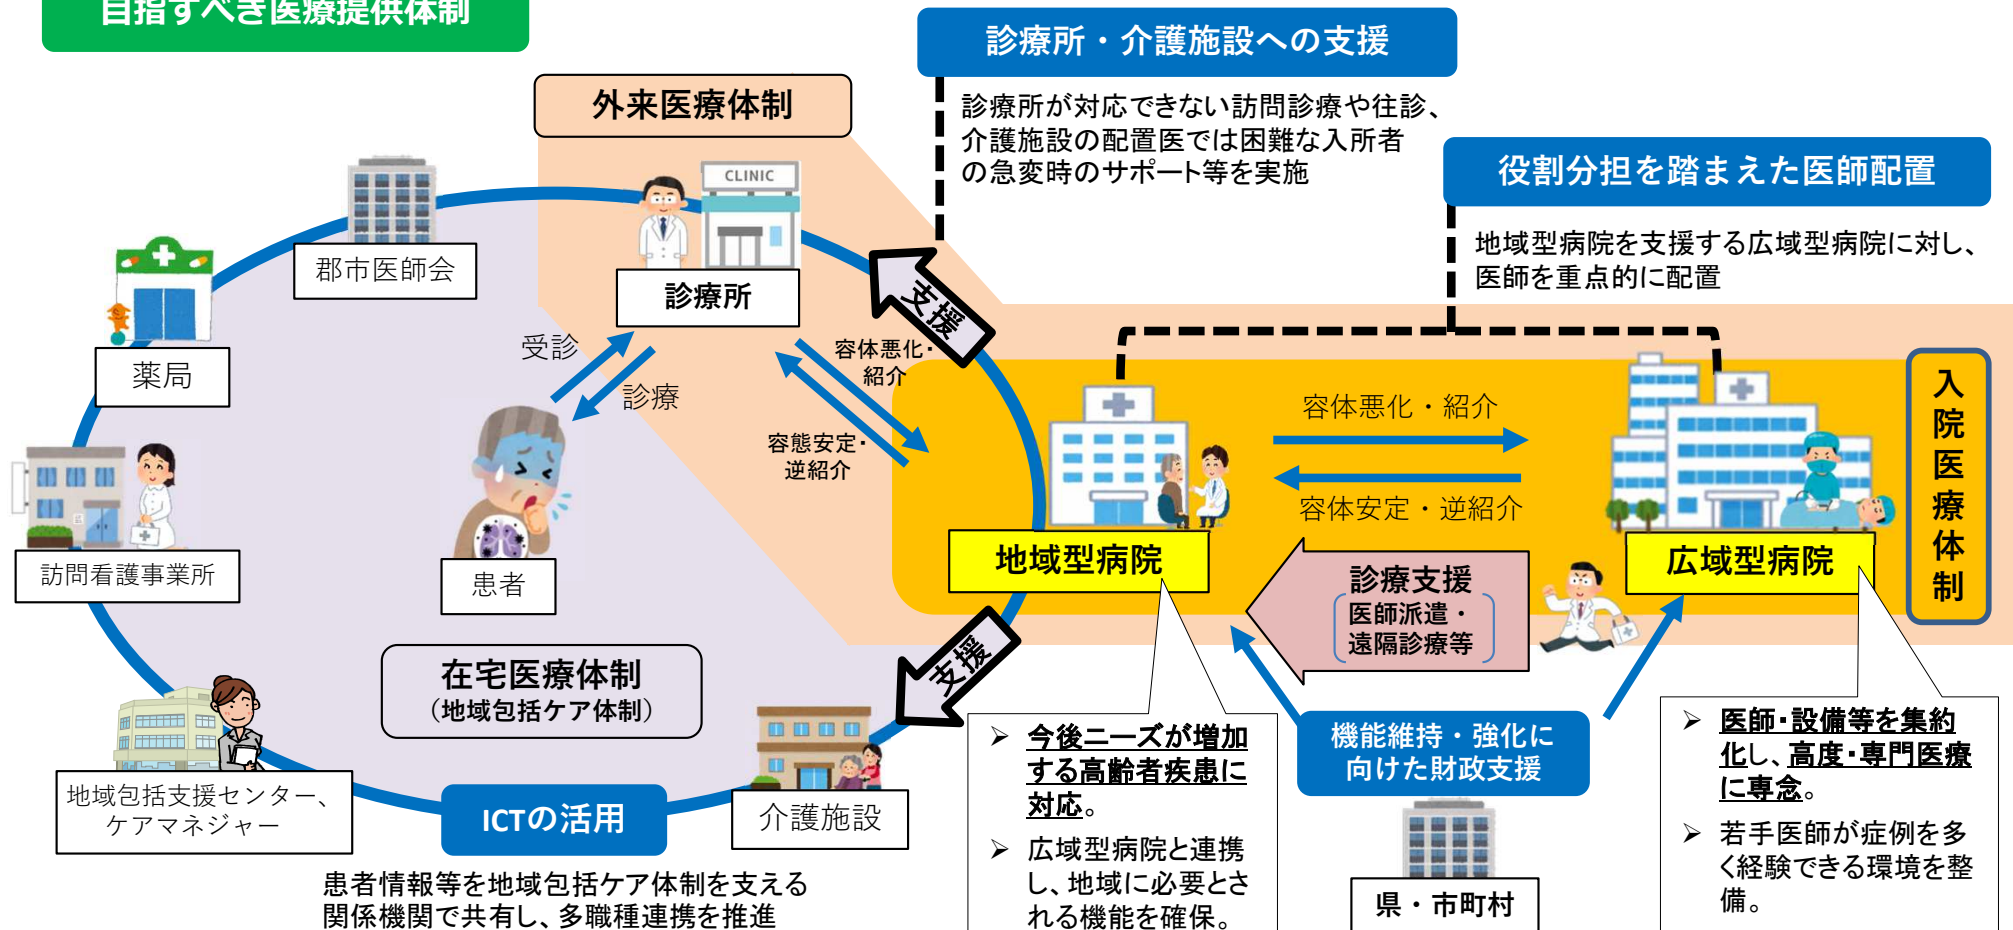 目指すべき医療提供体制
診療所・介護施設への支援
診療所が対応できない訪問診療や往診、
介護施設の配置医では困難な入所者
の急変時のサポート等を実施
役割分担を踏まえた医師配置
地域型病院を支援する広域型病院に対し、
医師を重点的に配置
外来医療体制
CLINIC
診療所
郡市医師会
薬局
訪問看護事業所
地域包括支援センター、
ケアマネジャー
受診
診療
患者
容体悪化・
紹介
容態安定・
逆紹介
支援
支援
在宅医療体制
（地域包括ケア体制）
ICTの活用
介護施設
患者情報等を地域包括ケア体制を支える
関係機関で共有し、多職種連携を推進
地域型病院
容体悪化・紹介
容体安定・逆紹介
広域型病院
入院医療体制
診療支援
医師派遣・
遠隔診療等
➢ 今後ニーズが増加
する高齢者疾患に
対応。
➢ 広域型病院と連携
し、地域に必要とさ
れる機能を確保。
機能維持・強化に
向けた財政支援
県・市町村
➢ 医師・設備等を集約
化し、高度・専門医療
に専念。
➢ 若手医師が症例を多
く経験できる環境を整
備。